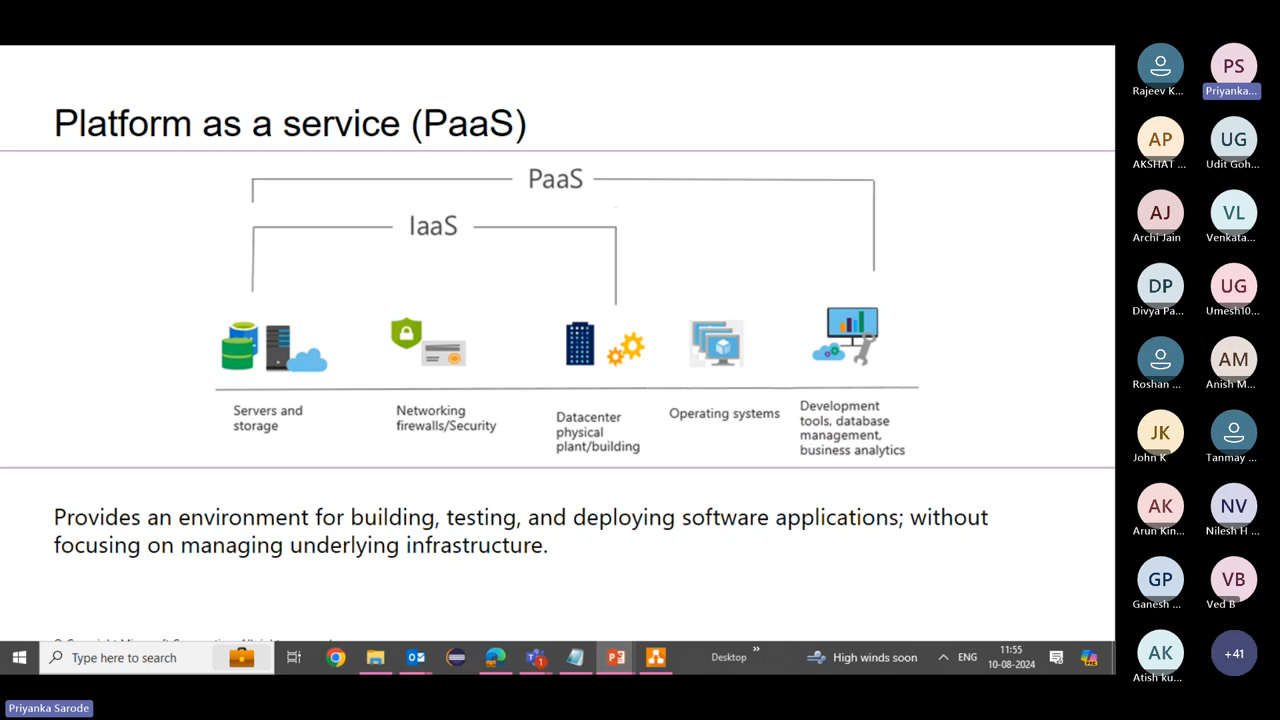 Platform as a service (PaaS)
PaaS
IaaS
Servers and
storage
Networking
firewalls/Security
Datacenter
physical
plant/building
Operating systems
Development
tools, database
management,
business analytics
Provides an environment for building, testing, and deploying software applications; without
focusing on managing underlying infrastructure.
Type here to search
Desktop
High winds soon
ENG
11:55
10-08-2024
Rajeev K...
PS
Priyanka...
AP
AKSHAT ...
UG
Udit Goh...
AJ
Archi Jain
VL
Venkata...
DP
Divya Pa...
UG
Umesh10...
Roshan ...
AM
Anish M...
JK
John K
Tanmay ...
AK
Arun Kin...
NV
Nilesh H ...
GP
Ganesh ...
VB
Ved B
AK
Atish ku...
+41
Priyanka Sarode